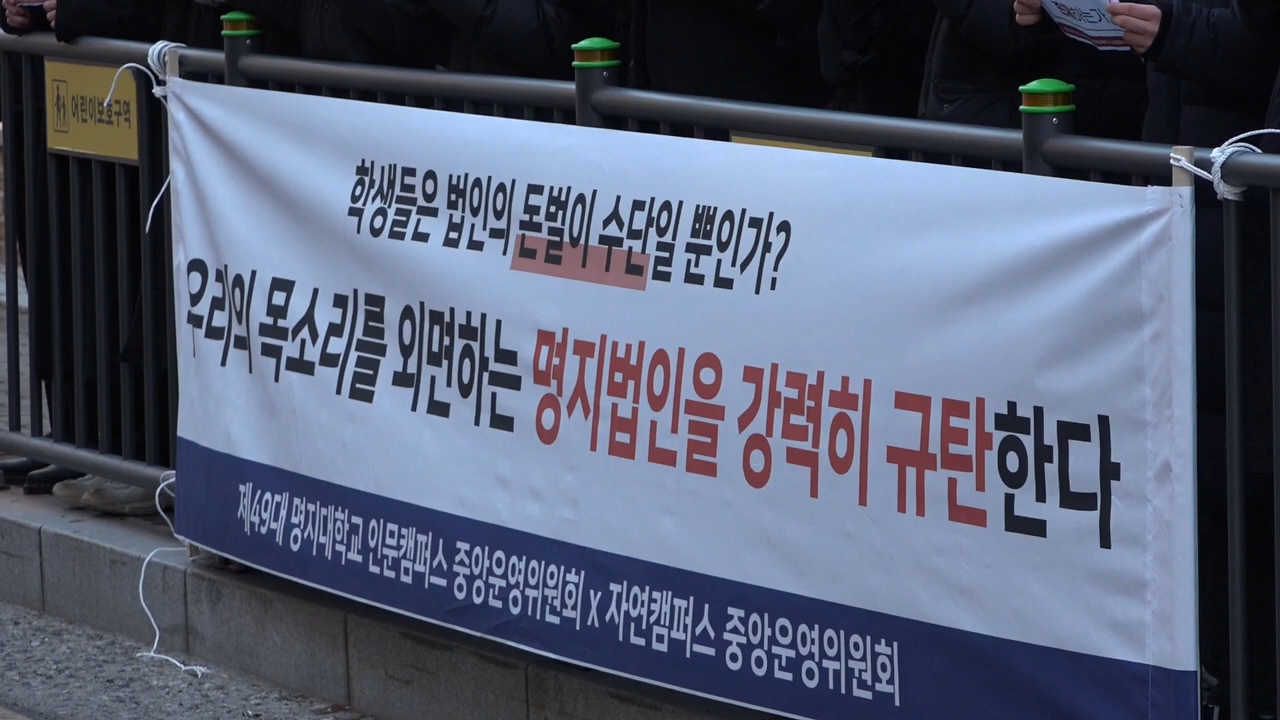 어린이보호구역
학생들은 법인의 돈벌이 수단일 뿐인가?
우리의 목소리를 외면하는 명지법인을 강력히 규탄한다
제49대 명지대학교 인문캠퍼스 중앙운영위원회 x 자연캠퍼스 중앙운영위원회